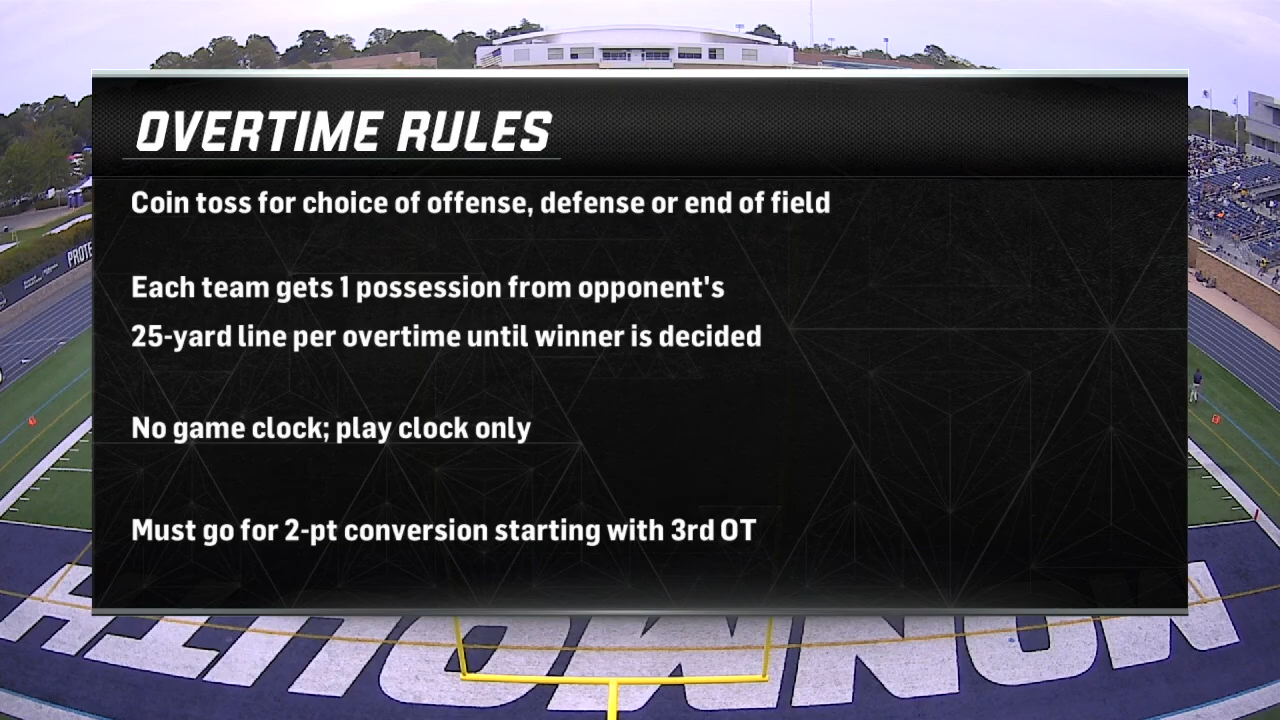 OVERTIME RULES
Coin toss for choice of offense, defense or end of field
Each team gets 1 possession from opponent's
25-yard line per overtime until winner is decided
No game clock; play clock only
Must go for 2-pt conversion starting with 3rd OT
PROTE
MONMOUTH